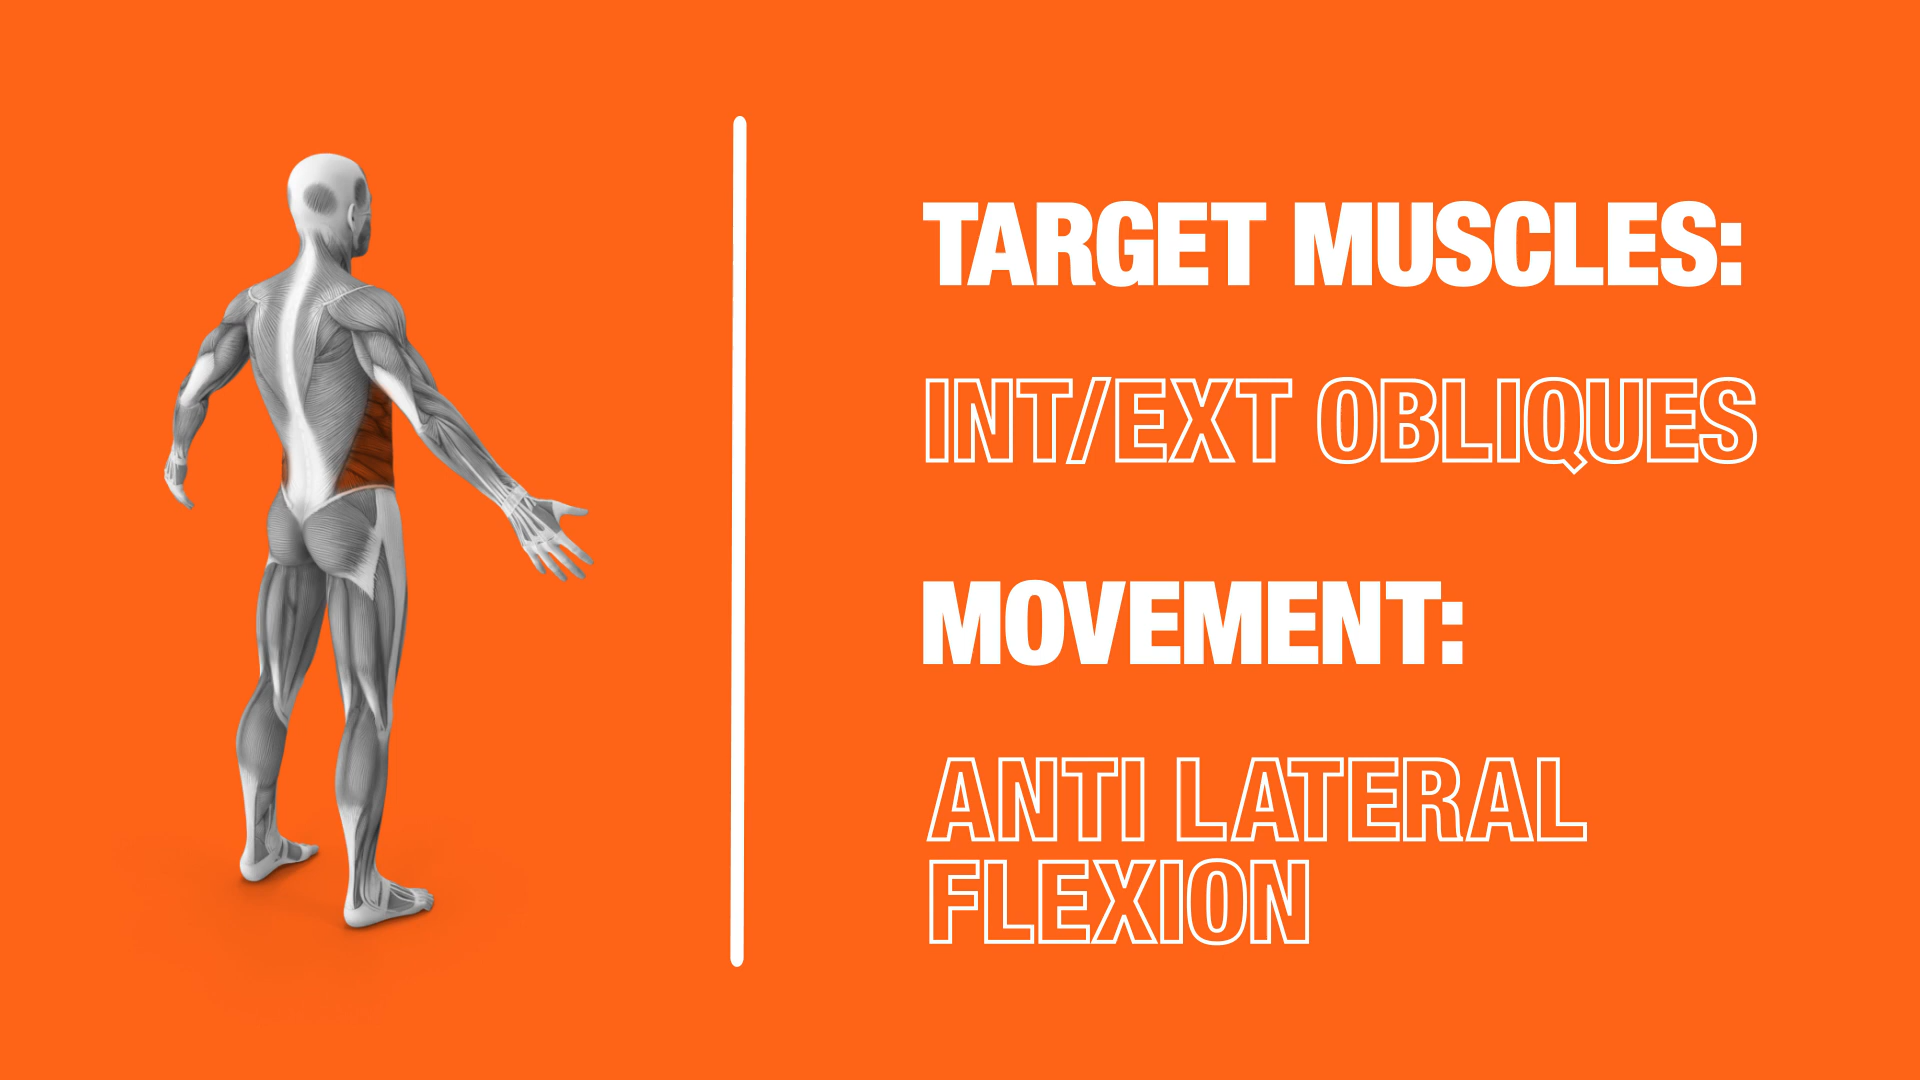 TARGET MUSCLES:
INT/EXT OBLIQUES
MOVEMENT:
ANTI LATERAL
FLEXION